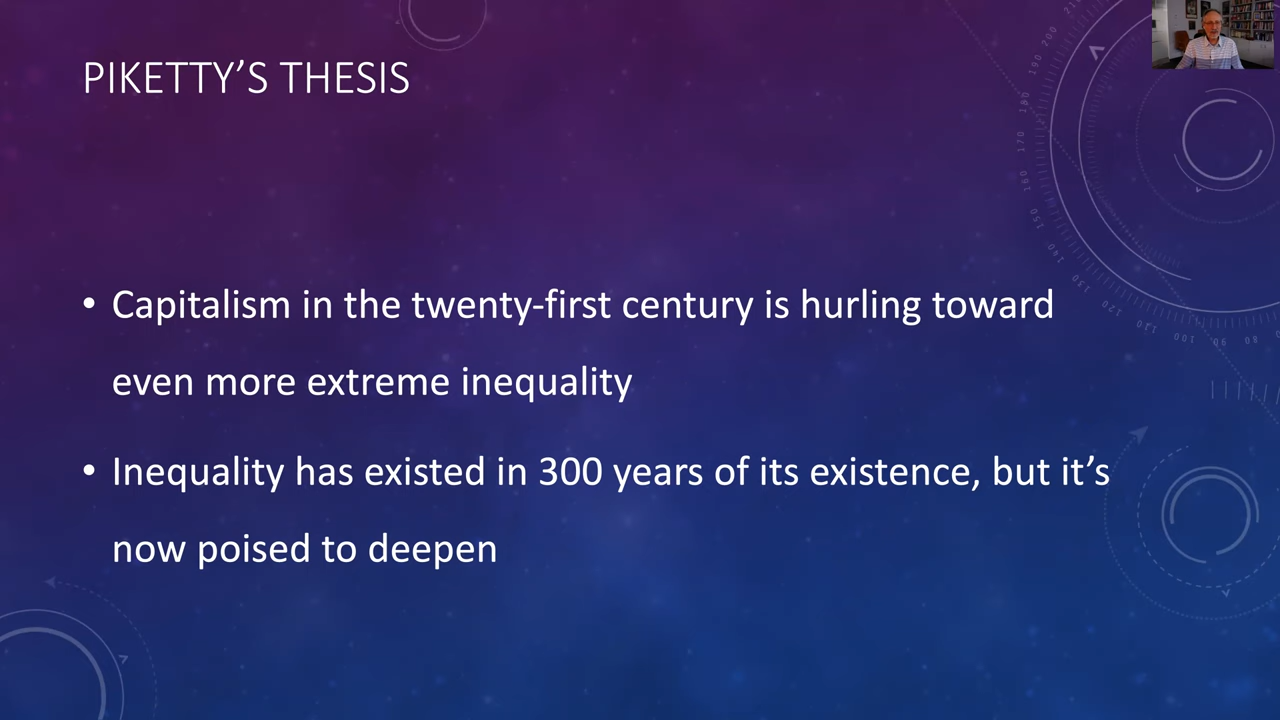 PIKETTY’S THESIS
• Capitalism in the twenty-first century is hurling toward
even more extreme inequality
• Inequality has existed in 300 years of its existence, but it’s
now poised to deepen